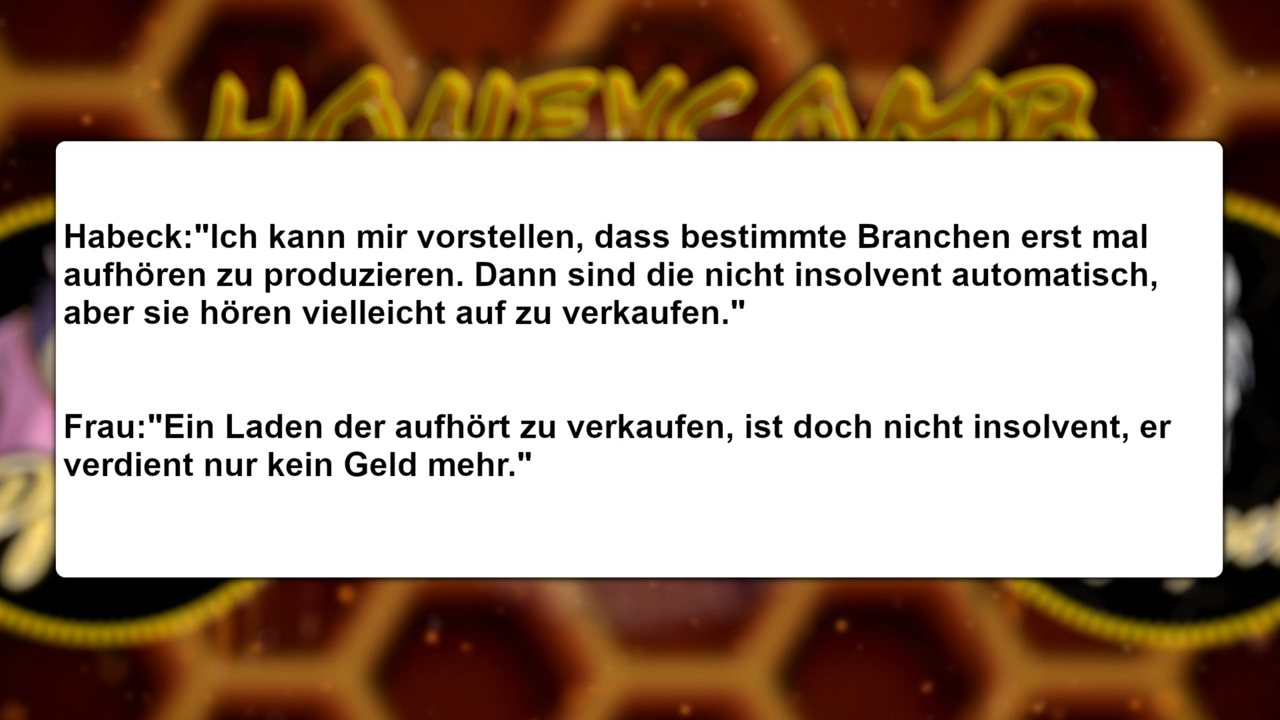 HONEYCOMB
Habeck:"Ich kann mir vorstellen, dass bestimmte Branchen erst mal
aufhören zu produzieren. Dann sind die nicht insolvent automatisch,
aber sie hören vielleicht auf zu verkaufen."
Frau:"Ein Laden der aufhört zu verkaufen, ist doch nicht insolvent, er
verdient nur kein Geld mehr."